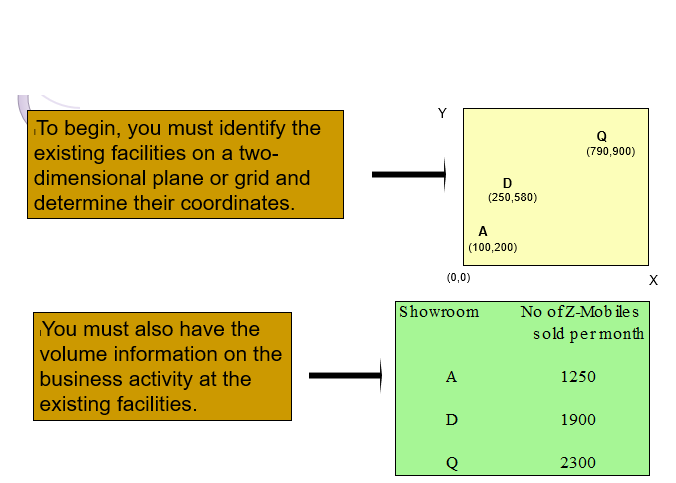 To begin, you must identify the
existing facilities on a two-
dimensional plane or grid and
determine their coordinates.
Y
Q
(790,900)
D
(250,580)
A
(100,200)
(0,0)
X
You must also have the
volume information on the
business activity at the
existing facilities.
Showroom No of Z-Mobiles
sold per month
A 1250
D 1900
Q 2300